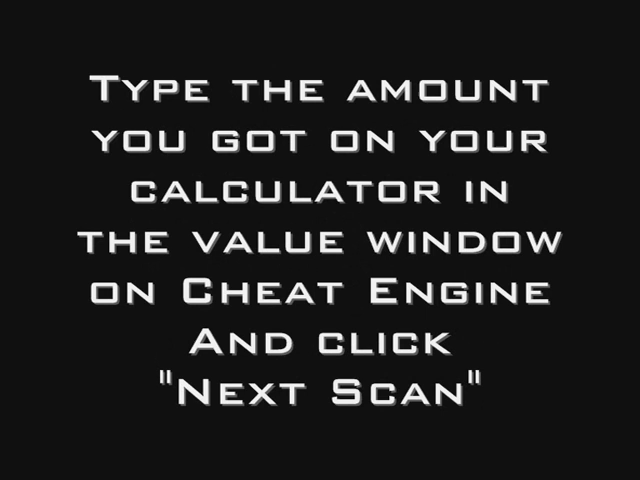 Type the amount
you got on your
calculator in
the value window
on Cheat Engine
And click
"Next Scan"